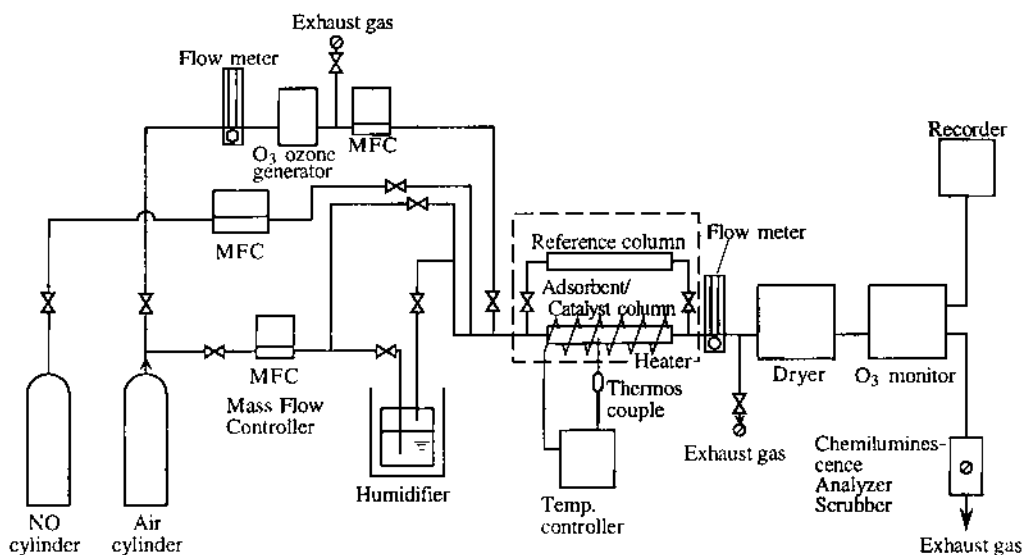 Exhaust gas
Flow meter
MFC
O3 ozone
generator
Recorder
MFC
Reference column
Flow meter
Adsorbent/
Catalyst column
Heater
MFC
Mass Flow
Controller
Thermos
couple
Dryer
O3 monitor
Exhaust gas
Humidifier
Temp.
controller
Chemilumines-
cence
Analyzer
Scrubber
NO
cylinder
Air
cylinder
Exhaust gas